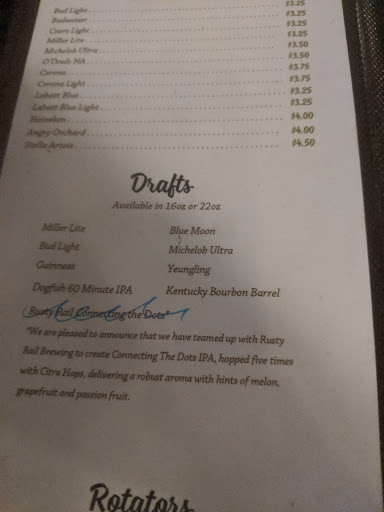 $3.25
Bud Light $3.25
Budweiser $3.25
Coors Light $3.25
Miller Lite $3.50
Michelob Ultra $3.50
O'Douls NA $3.75
Corona $3.75
Corona Light $3.25
Labatt Blue $3.25
Labatt Blue Light $4.00
Heineken $4.00
Angry Orchard $4.50
Stella Artois
Drafts
Available in 16oz or 22oz
Miller Lite Blue Moon
Bud Light Michelob Ultra
Guinness Yeungling
Dogfish 60 Minute IPA Kentucky Bourbon Barrel
Rusty Rail Connecting the Dots*
*We are pleased to announce that we have teamed up with Rusty
Rail Brewing to create Connecting The Dots IPA, hopped five times
with Citra Hops, delivering a robust aroma with hints of melon,
grapefruit and passion fruit.
Rotators